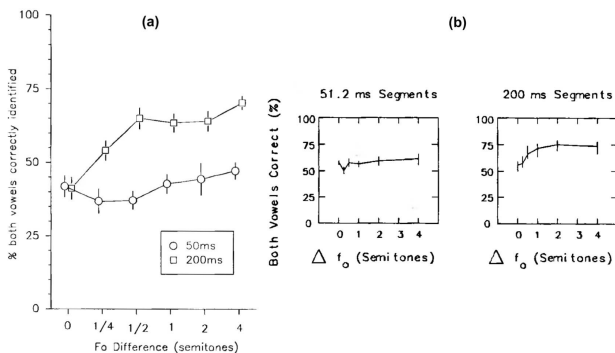 (a)
% both vowels correctly identified
100
75
50
25
0
0 1/4 1/2 1 2 4
Fo Difference (semitones)
50ms
200ms
(b)
Both Vowels Correct (%)
51.2 ms Segments
100
75
50
25
0
0 1 2 3 4
Δ fo (Semitones)
200 ms Segments
100
75
50
25
0
0 1 2 3 4
Δ fo (Semitones)